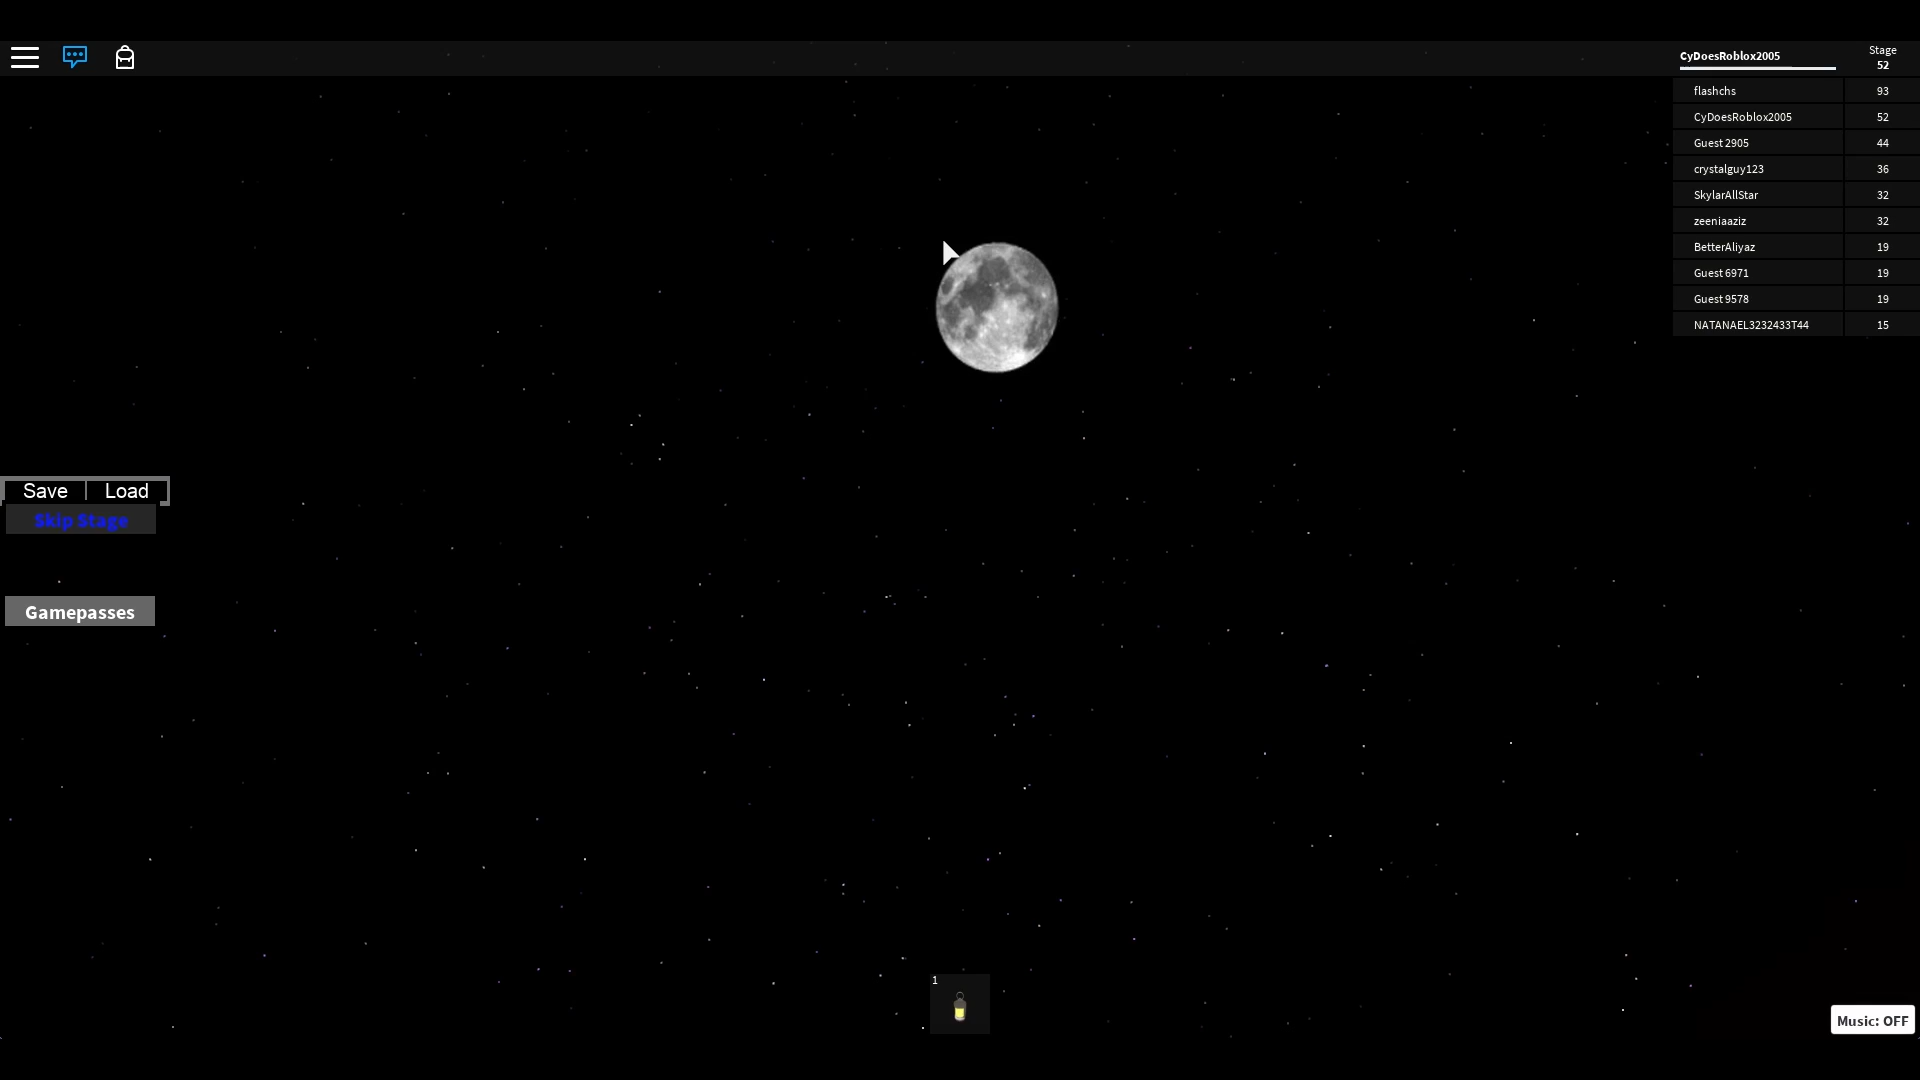 CyDoesRoblox2005
Stage
52
flashchs 93
CyDoesRoblox2005 52
Guest 2905 44
crystalguy123 36
SkylarAllStar 32
zeeniaaziz 32
BetterAliyaz 19
Guest 6971 19
Guest 9578 19
NATANAEL3232433T44 15
Save Load
Skip Stage
Gamepasses
1
Music: OFF